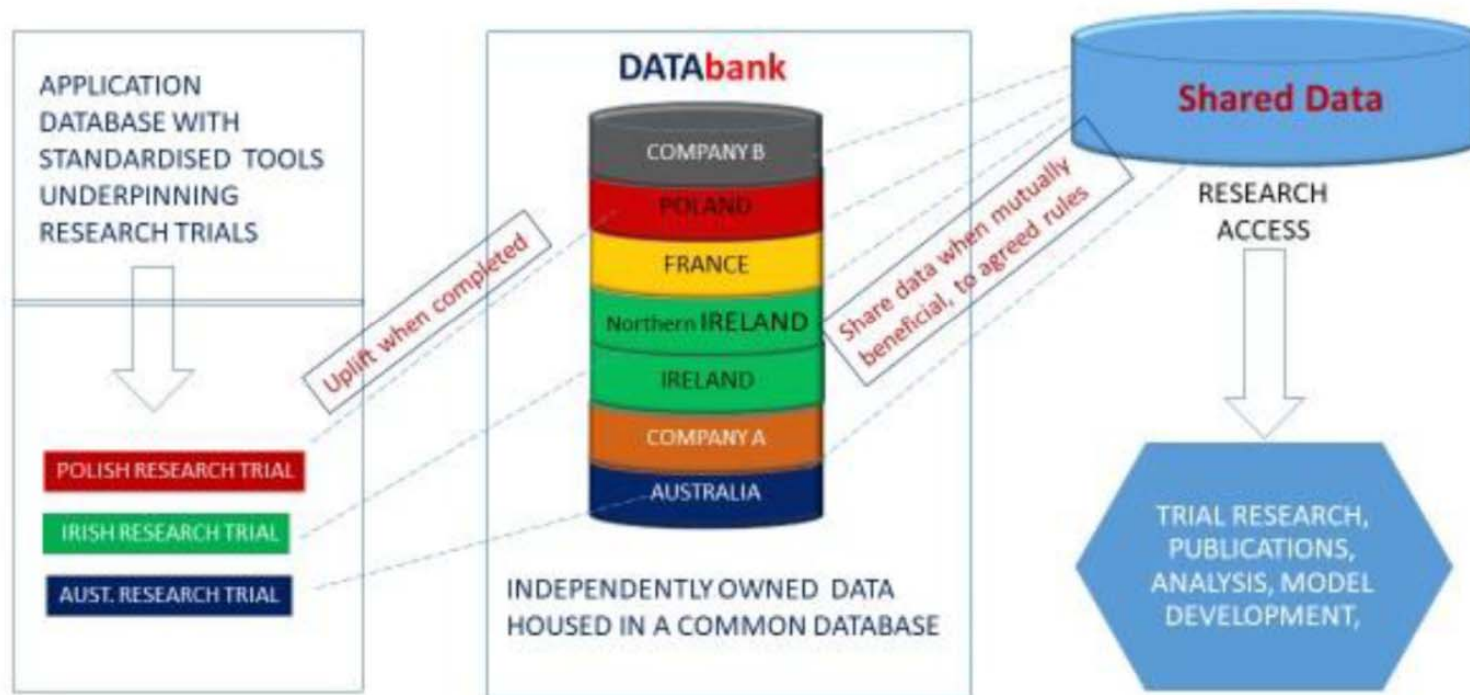 APPLICATION
DATABASE WITH
STANDARDISED TOOLS
UNDERPINNING
RESEARCH TRIALS
POLISH RESEARCH TRIAL
IRISH RESEARCH TRIAL
AUST. RESEARCH TRIAL
Uplift when completed
DATAbank
COMPANY B
POLAND
FRANCE
Northern IRELAND
IRELAND
COMPANY A
AUSTRALIA
INDEPENDENTLY OWNED DATA
HOUSED IN A COMMON DATABASE
Share data when mutually
beneficial, to agreed rules
Shared Data
RESEARCH
ACCESS
TRIAL RESEARCH,
PUBLICATIONS,
ANALYSIS, MODEL
DEVELOPMENT,